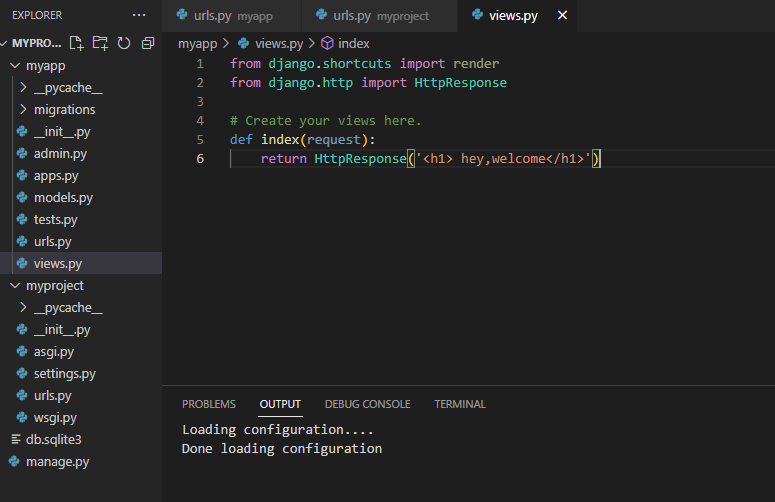 EXPLORER
MYPRO...
myapp
__pycache__
migrations
__init__.py
admin.py
apps.py
models.py
tests.py
urls.py
views.py
myproject
__pycache__
__init__.py
asgi.py
settings.py
urls.py
wsgi.py
db.sqlite3
manage.py
urls.py myapp
urls.py myproject
views.py
myapp > views.py > index
1 from django.shortcuts import render
2 from django.http import HttpResponse
3
4 # Create your views here.
5 def index(request):
6 return HttpResponse('<h1> hey,welcome</h1>')
PROBLEMS OUTPUT DEBUG CONSOLE TERMINAL
Loading configuration....
Done loading configuration